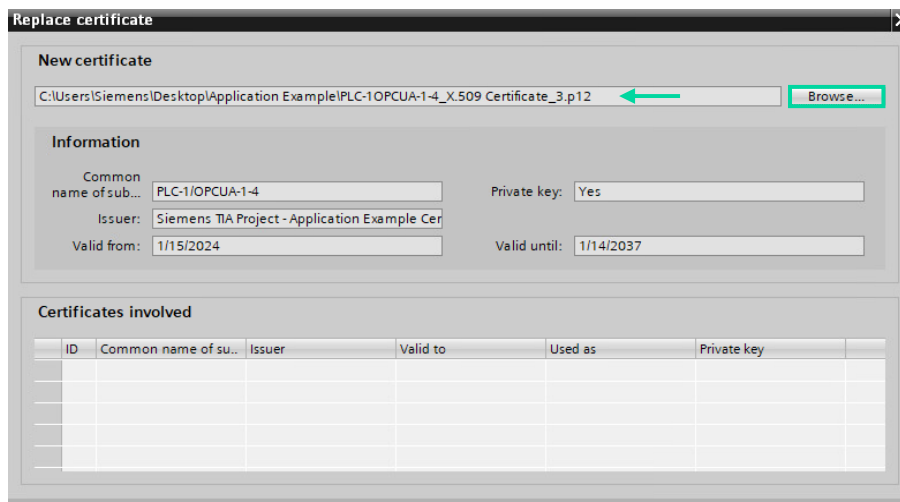 Replace certificate
New certificate
C:\Users\Siemens\Desktop\Application Example\PLC-1OPCUA-1-4_X.509 Certificate_3.p12
Browse...
Information
Common
name of sub...
PLC-1/OPCUA-1-4
Private key:
Yes
Issuer:
Siemens TIA Project - Application Example Cer
Valid from:
1/15/2024
Valid until:
1/14/2037
Certificates involved
ID
Common name of su..
Issuer
Valid to
Used as
Private key